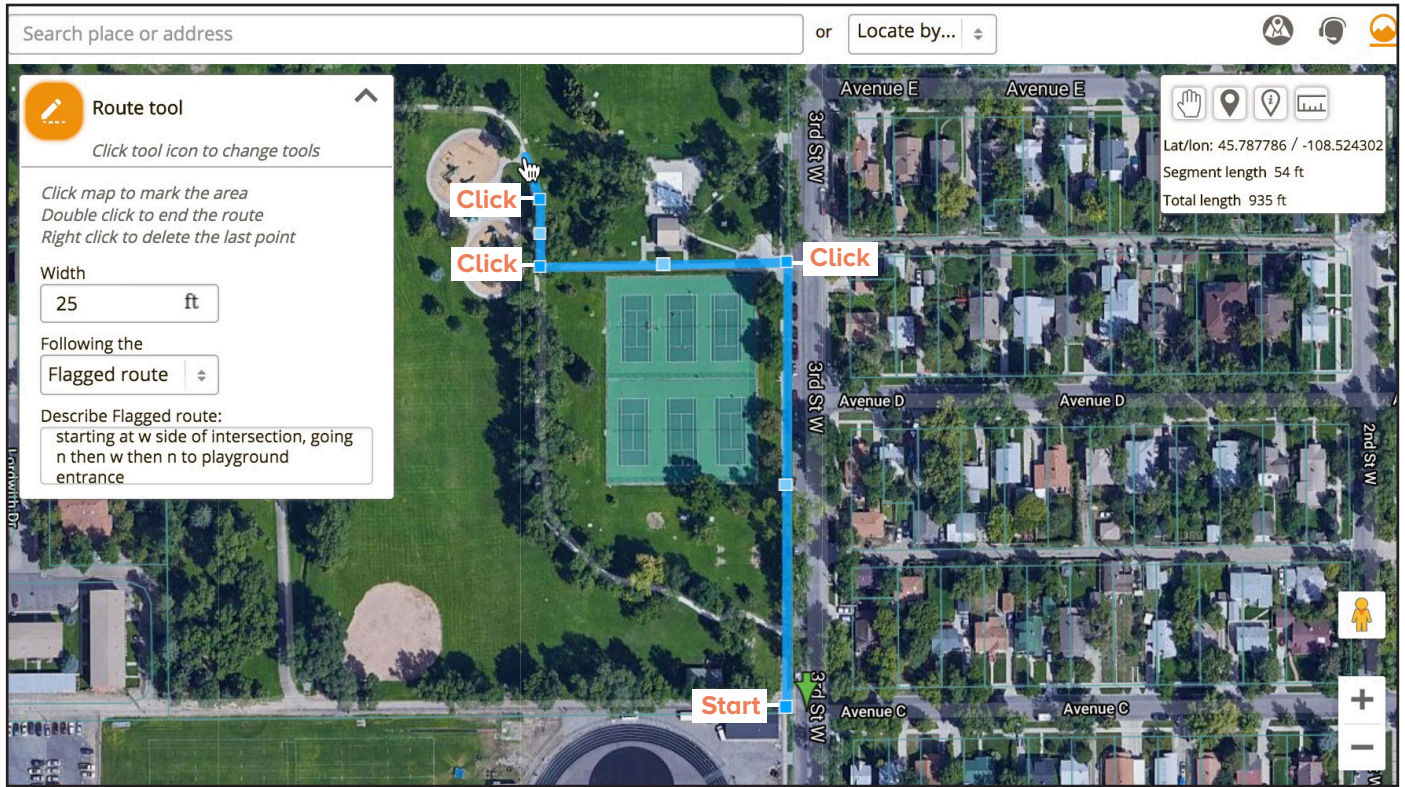 Search place or address
or
Locate by...
Route tool
Click tool icon to change tools
Click map to mark the area
Double click to end the route
Right click to delete the last point
Width
25 ft
Following the
Flagged route
Describe Flagged route:
starting at w side of intersection, going
n then w then n to playground
entrance
Lat/lon: 45.787786 / -108.524302
Segment length 54 ft
Total length 935 ft
Avenue E
Avenue E
3rd St W
Click
Click
Click
3rd St W
Avenue D
Avenue D
2nd St W
Start
3rd St W
Avenue C
Avenue C